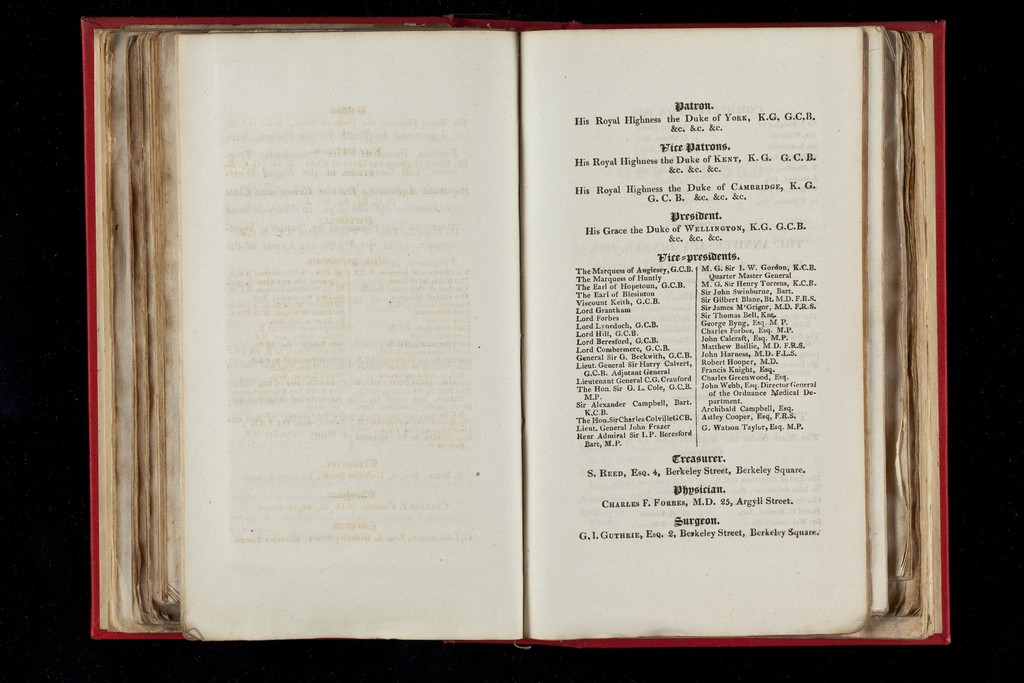 Patron.
His Royal Highness the Duke of YORK, K.G. G.C.B.
&c. &c. &c.
Vice Patrons.
His Royal Highness the Duke of KENT, K. G. G. C. B.
&c. &c. &c.
His Royal Highness the Duke of CAMBRIDGE, K. G.
G. C. B. &c. &c. &c.
President.
His Grace the Duke of WELLINGTON, K.G. G.C.B.
&c. &c. &c.
Vice-presidents.
The Marquess of Anglesey, G.C.B.
The Marquess of Huntly
The Earl of Hopetoun, G.C.B.
The Earl of Blesinton
Viscount Keith, G.C.B.
Lord Grantham
Lord Forbes
Lord Lynedoch, G.C.B.
Lord Hill, G.C.B.
Lord Beresford, G.C.B.
Lord Combermere, G.C.B.
General Sir G. Beckwith, G.C.B.
Lieut. General Sir Harry Calvert,
G.C.B. Adjutant General
Lieutenant General C.G. Crauford
The Hon. Sir G. L. Cole, G.C.B.
M.P.
Sir Alexander Campbell, Bart.
K.C.B.
The Hon. Sir Charles Colville GCB.
Lieut. General John Frazer
Rear Admiral Sir I. P. Beresford
Bart, M.P.
M. G. Sir I. W. Gordon, K.C.B.
Quarter Master General
M. G. Sir Henry Torrens, K.C.B.
Sir John Swinburne, Bart.
Sir Gilbert Blane, Bt. M.D. F.R.S.
Sir James M'Grigor, M.D. F.R.S.
Sir Thomas Bell, Knt.
George Byng, Esq. M P.
Charles Forbes, Esq. M.P.
John Calcraft, Esq. M.P.
Matthew Baillie, M.D. F.R.S.
John Harness, M.D. F.L.S.
Robert Hooper, M.D.
Francis Knight, Esq.
Charles Greenwood, Esq.
John Webb, Esq. Director General
of the Ordnance Medical De-
partment.
Archibald Campbell, Esq.
Astley Cooper, Esq, F.R.S.
G. Watson Taylor, Esq. M.P.
Treasurer.
S. REED, ESQ. 4, Berkeley Street, Berkeley Square.
Physician.
CHARLES F. FORBES, M.D. 25, Argyll Street.
Surgeon.
G. I. GUTHRIE, ESQ. 2, Berkeley Street, Berkeley Square.